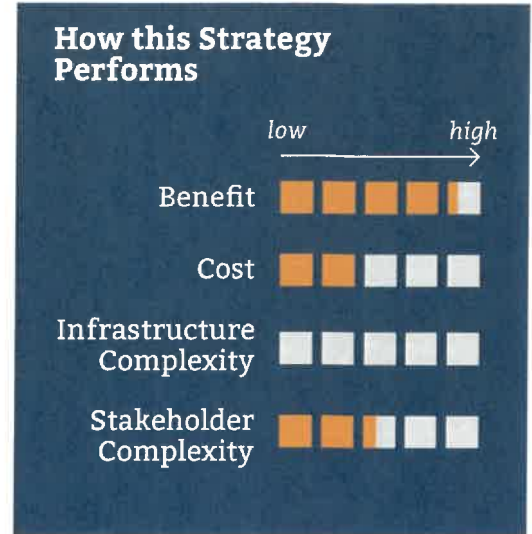 How this Strategy
Performs
low high
Benefit
Cost
Infrastructure
Complexity
Stakeholder
Complexity